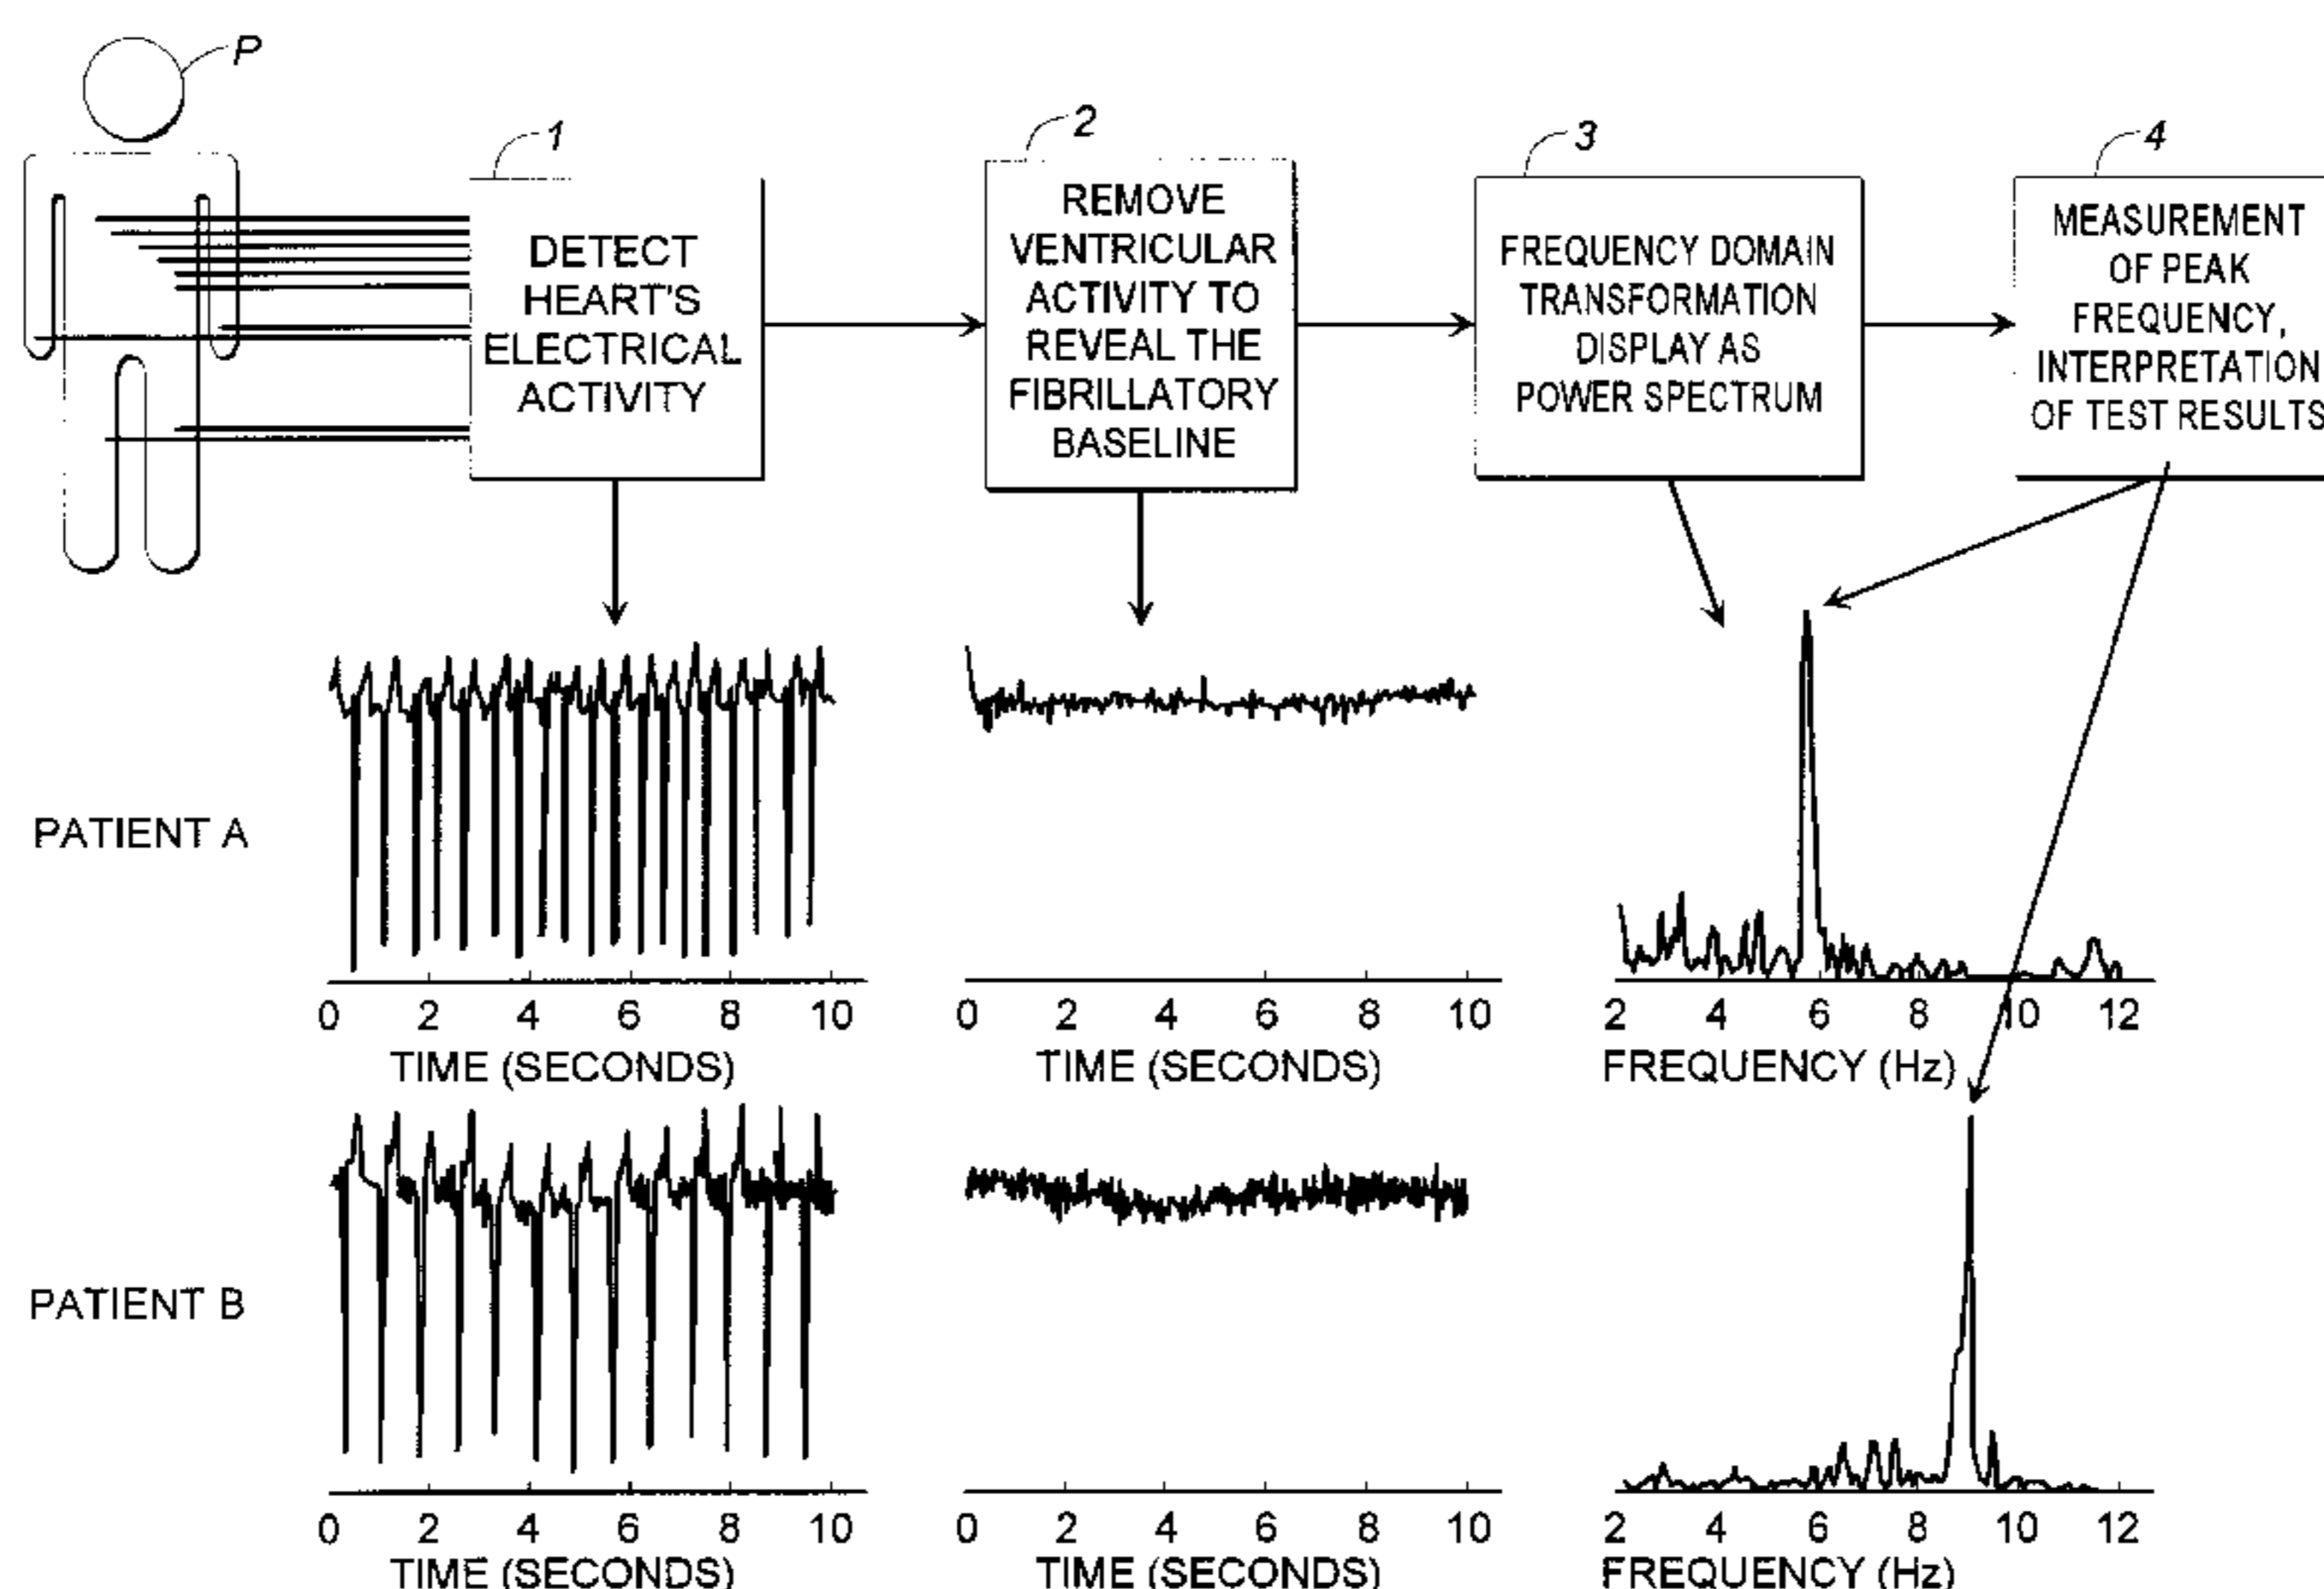 P
1
DETECT
HEART'S
ELECTRICAL
ACTIVITY
2
REMOVE
VENTRICULAR
ACTIVITY TO
REVEAL THE
FIBRILLATORY
BASELINE
3
FREQUENCY DOMAIN
TRANSFORMATION
DISPLAY AS
POWER SPECTRUM
4
MEASUREMENT
OF PEAK
FREQUENCY,
INTERPRETATION
OF TEST RESULTS
PATIENT A
0 2 4 6 8 10
TIME (SECONDS)
0 2 4 6 8 10
TIME (SECONDS)
2 4 6 8 10 12
FREQUENCY (Hz)
PATIENT B
0 2 4 6 8 10
TIME (SECONDS)
0 2 4 6 8 10
TIME (SECONDS)
2 4 6 8 10 12
FREQUENCY (Hz)